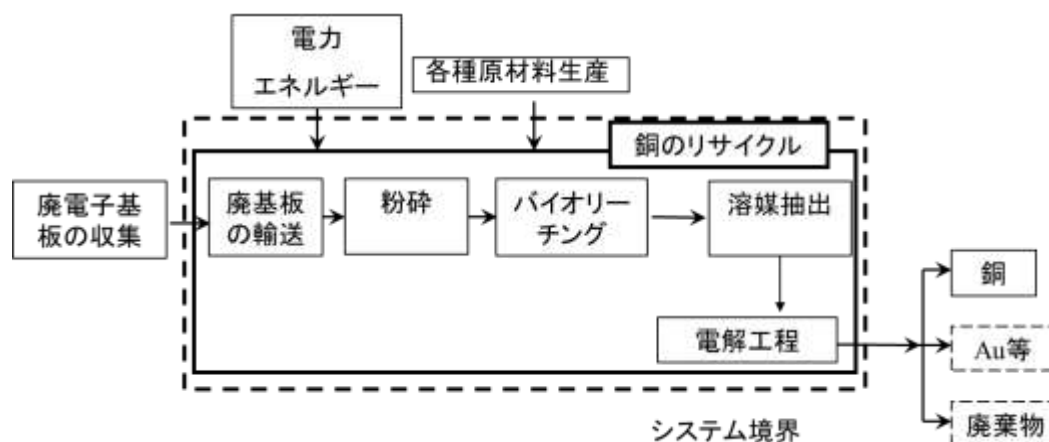 電力
エネルギー
各種原材料生産
銅のリサイクル
廃電子基
板の収集
廃基板
の輸送
粉砕
バイオリー
チング
溶媒抽出
電解工程
銅
Au等
廃棄物
システム境界